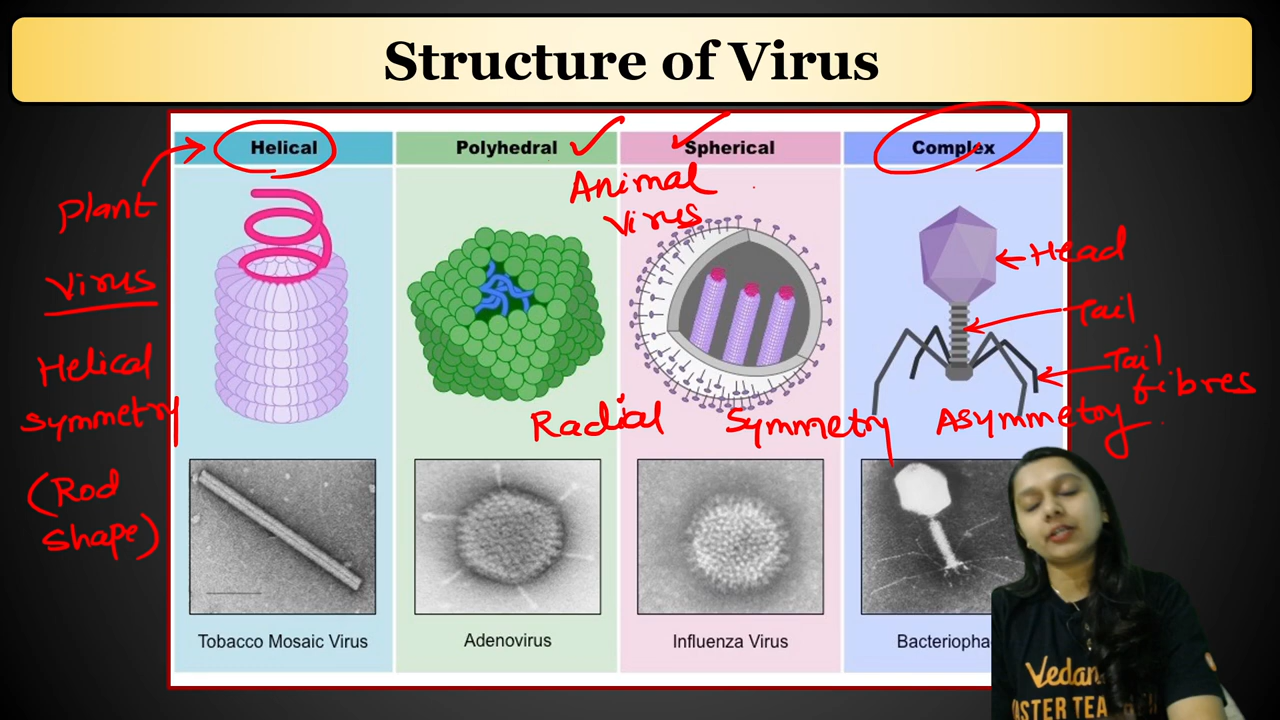 Structure of Virus
Helical
Polyhedral
Spherical
Complex
Plant
Virus
Helical
Symmetry
(Rod
Shape)
Animal
Virus
Head
Tail
Tail
fibres
Radial Symmetry
Asymmetry
Tobacco Mosaic Virus
Adenovirus
Influenza Virus
Bacteriopha
Vedan
MASTER TEA